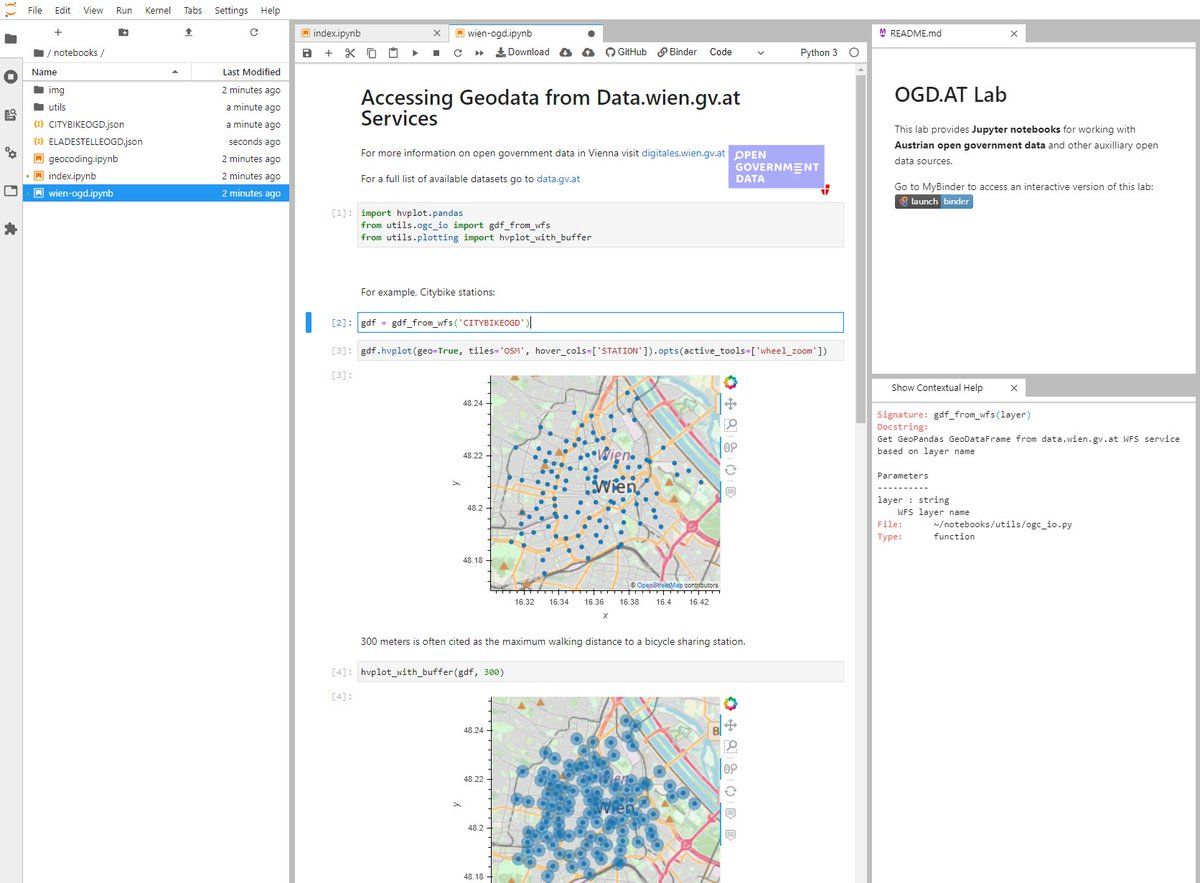 File Edit View Run Kernel Tabs Settings Help
/ notebooks /
Name Last Modified
img 2 minutes ago
utils a minute ago
CITYBIKEOGD.json a minute ago
ELADESTELLEOGD.json seconds ago
geocoding.ipynb 2 minutes ago
index.ipynb 2 minutes ago
wien-ogd.ipynb 2 minutes ago
index.ipynb
wien-ogd.ipynb
Download GitHub Binder Code Python 3
Accessing Geodata from Data.wien.gv.at
Services
For more information on open government data in Vienna visit digitales.wien.gv.at
For a full list of available datasets go to data.gv.at
OPEN
GOVERNMENT
DATA
[1]: import hvplot.pandas
from utils.ogc_io import gdf_from_wfs
from utils.plotting import hvplot_with_buffer
For example, Citybike stations:
[2]: gdf = gdf_from_wfs('CITYBIKEOGD')
[3]: gdf.hvplot(geo=True, tiles='OSM', hover_cols=['STATION']).opts(active_tools=['wheel_zoom'])
[3]:
48.24
48.22
48.2
48.18
y
Wien
Wien
© OpenStreetMap contributors
16.32 16.34 16.36 16.38 16.4 16.42
x
300 meters is often cited as the maximum walking distance to a bicycle sharing station.
[4]: hvplot_with_buffer(gdf, 300)
[4]:
48.24
48.22
48.2
48.18
y
B
Wien
Wien
README.md
OGD.AT Lab
This lab provides Jupyter notebooks for working with
Austrian open government data and other auxilliary open
data sources.
Go to MyBinder to access an interactive version of this lab:
launch binder
Show Contextual Help
Signature: gdf_from_wfs(layer)
Docstring:
Get GeoPandas GeoDataFrame from data.wien.gv.at WFS service
based on layer name
Parameters
----------
layer : string
WFS layer name
File: ~/notebooks/utils/ogc_io.py
Type: function